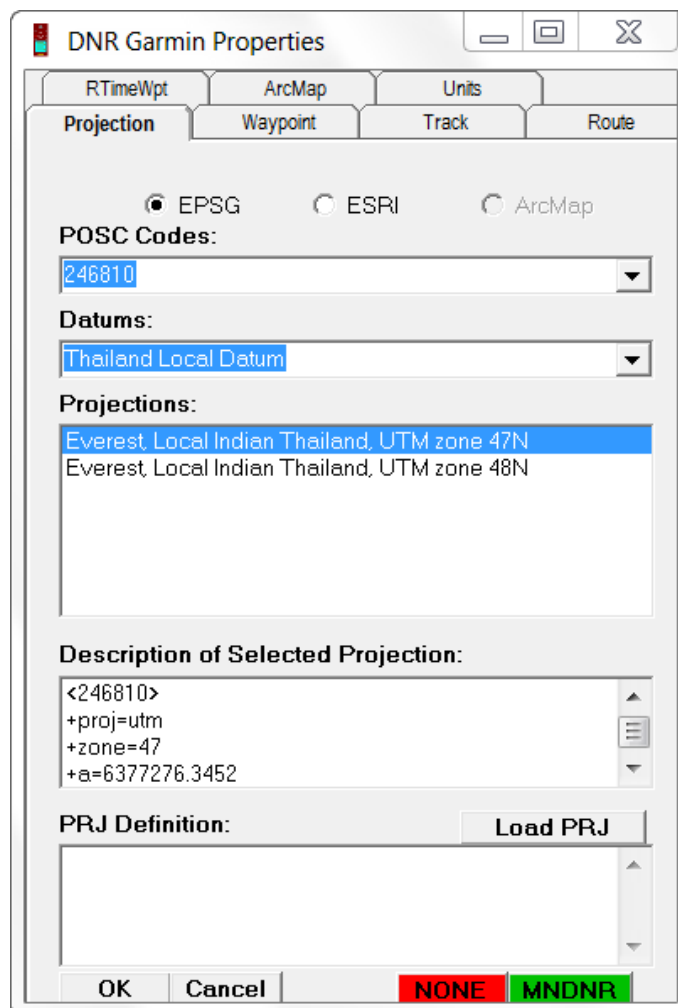 DNR Garmin Properties
RTimeWpt ArcMap Units
Projection Waypoint Track Route
EPSG ESRI ArcMap
POSC Codes:
246810
Datums:
Thailand Local Datum
Projections:
Everest, Local Indian Thailand, UTM zone 47N
Everest, Local Indian Thailand, UTM zone 48N
Description of Selected Projection:
<246810>
+proj=utm
+zone=47
+a=6377276.3452
PRJ Definition:
Load PRJ
OK Cancel NONE MNDNR